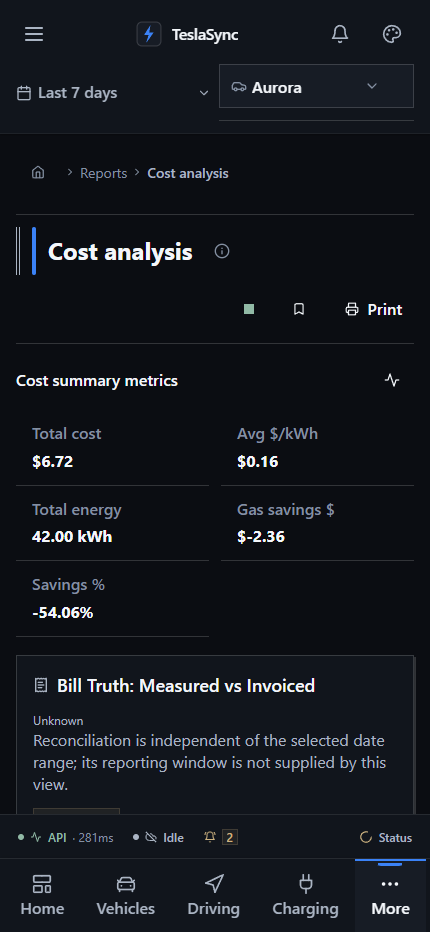 TeslaSync
Last 7 days
Aurora
Reports
Cost analysis
Cost analysis
Print
Cost summary metrics
Total cost
Avg $/kWh
$6.72
$0.16
Total energy
Gas savings $
42.00 kWh
$-2.36
Savings %
-54.06%
Bill Truth: Measured vs Invoiced
Unknown
Reconciliation is independent of the selected date
range; its reporting window is not supplied by this
view.
API · 281ms
Idle
2
Status
Home
Vehicles
Driving
Charging
More